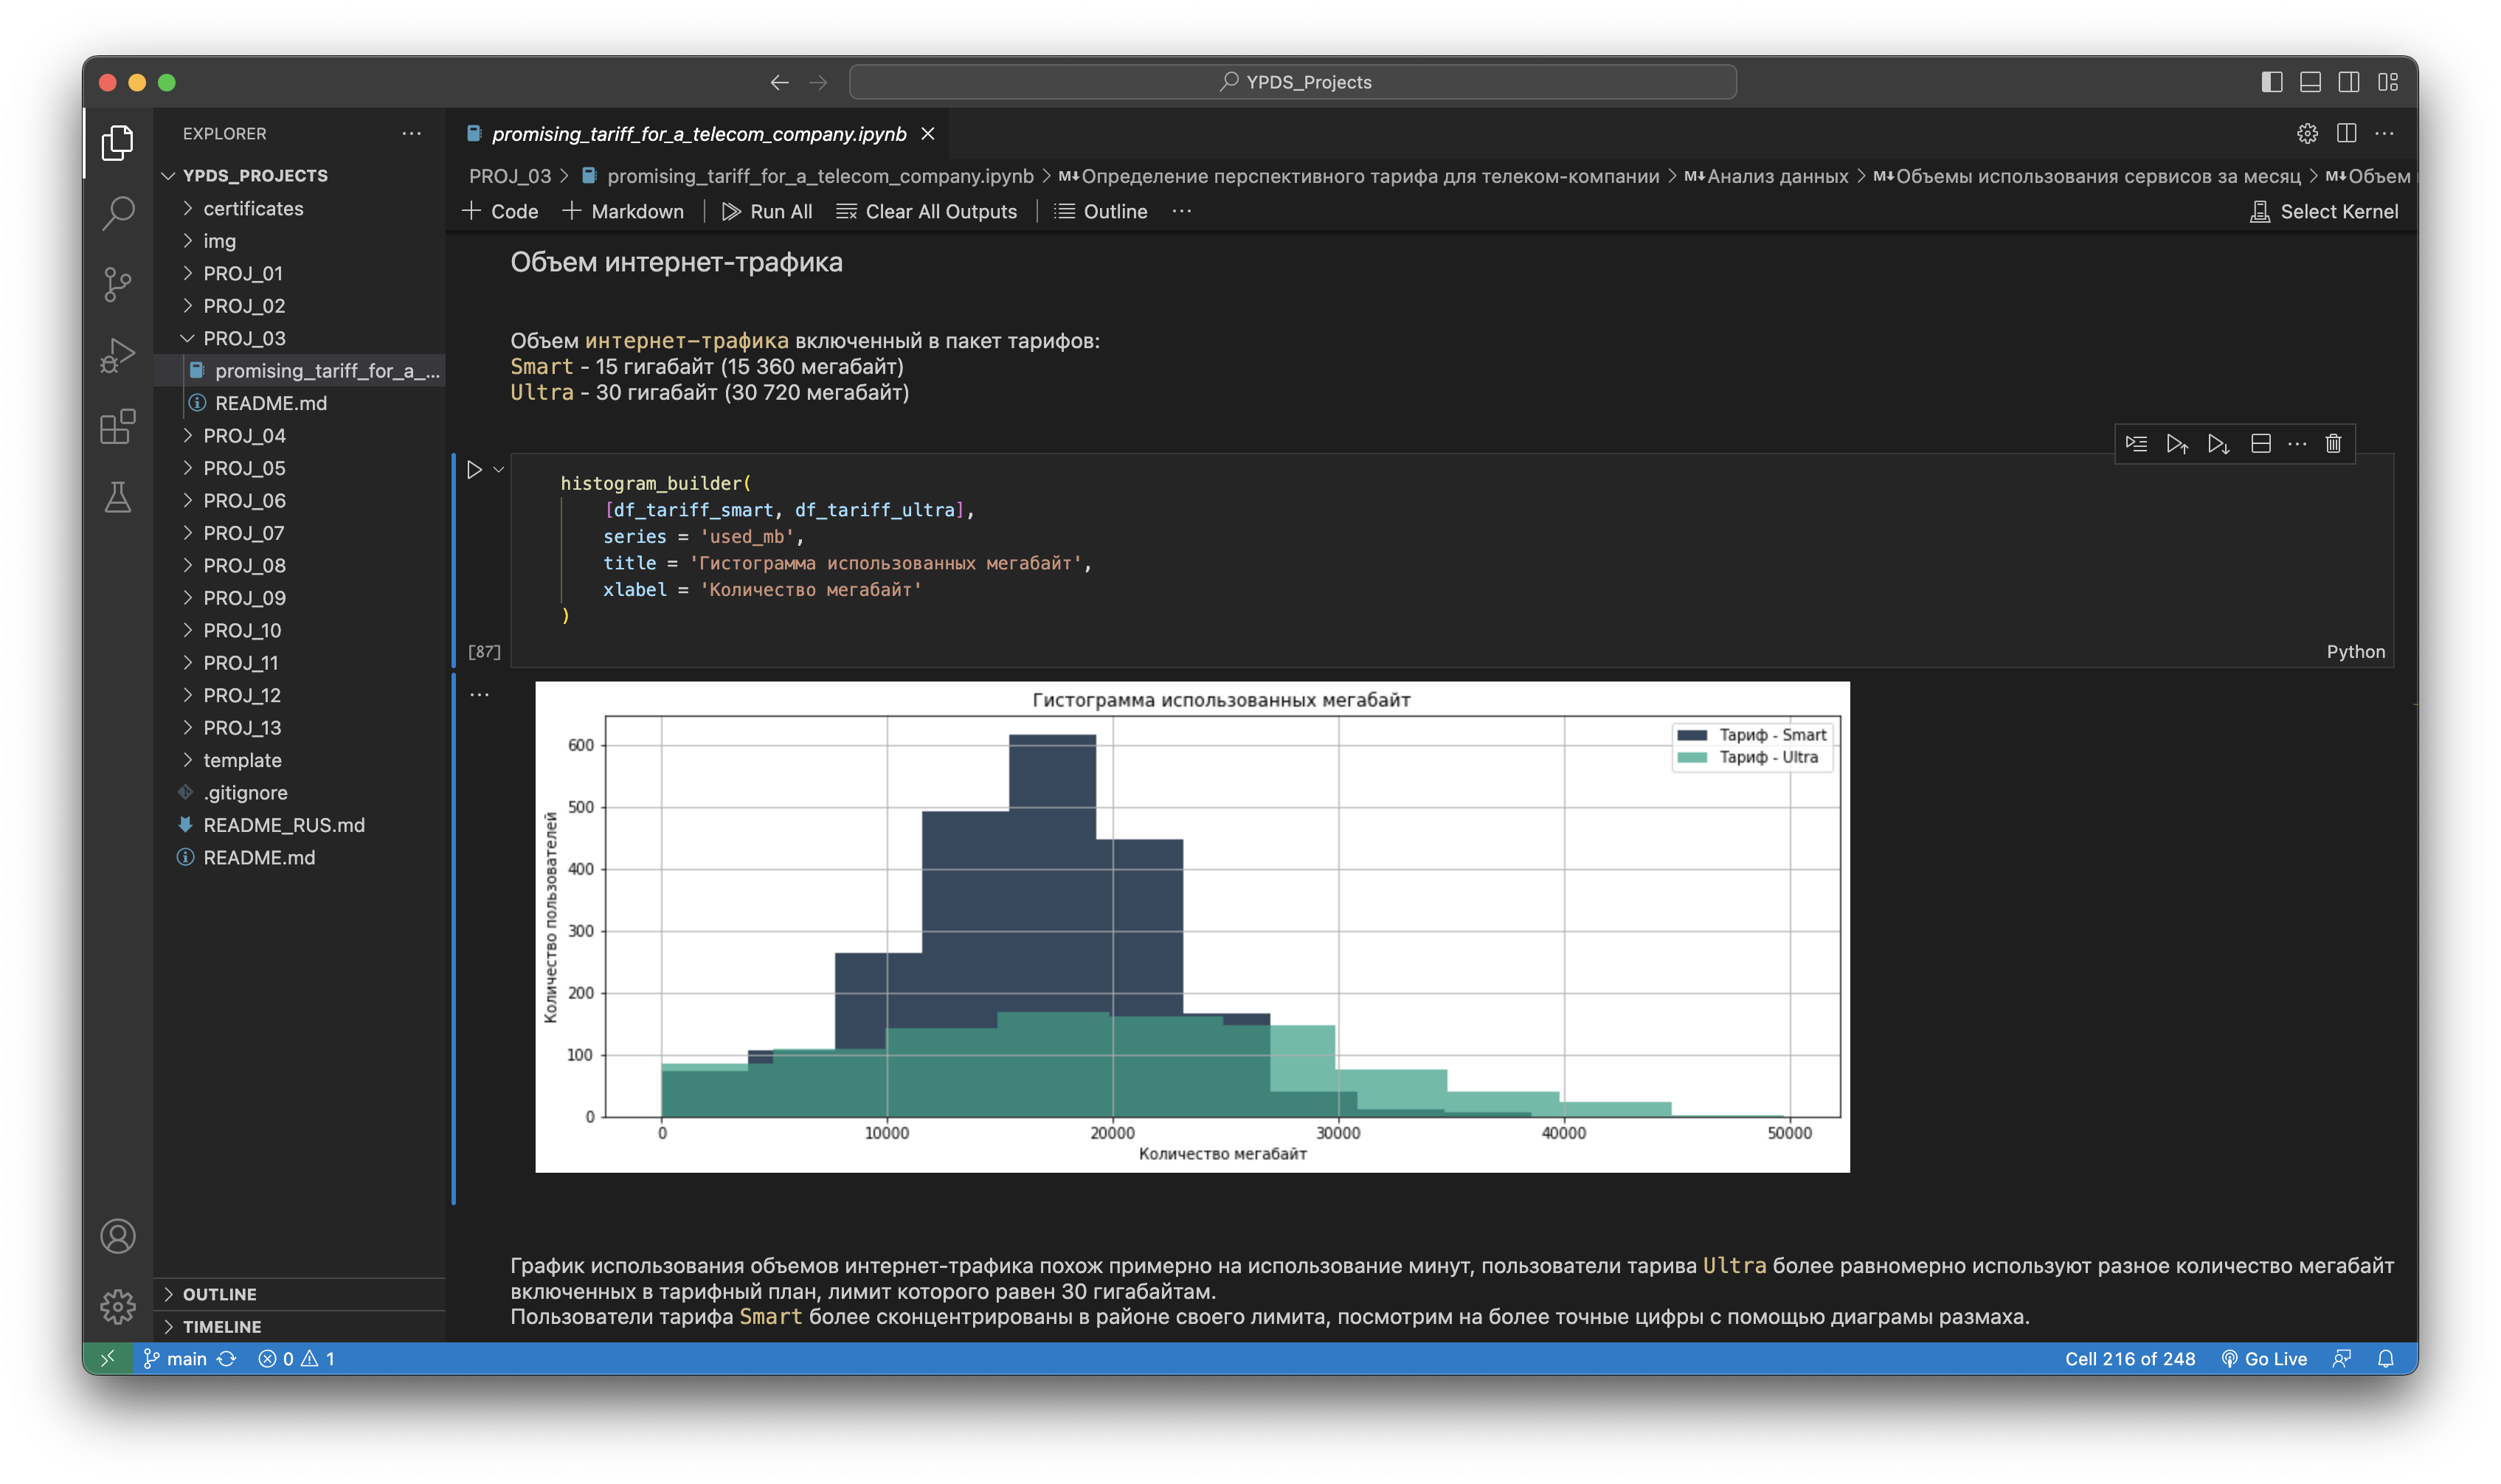 YPDS_Projects
EXPLORER
YPDS_PROJECTS
certificates
img
PROJ_01
PROJ_02
PROJ_03
promising_tariff_for_a_...
README.md
PROJ_04
PROJ_05
PROJ_06
PROJ_07
PROJ_08
PROJ_09
PROJ_10
PROJ_11
PROJ_12
PROJ_13
template
.gitignore
README_RUS.md
README.md
OUTLINE
TIMELINE
promising_tariff_for_a_telecom_company.ipynb
PROJ_03 > promising_tariff_for_a_telecom_company.ipynb > M↓Определение перспективного тарифа для телеком-компании > M↓Анализ данных > M↓Объемы использования сервисов за месяц > M↓Объем
+ Code + Markdown Run All Clear All Outputs Outline ... Select Kernel
Объем интернет-трафика
Объем интернет-трафика включенный в пакет тарифов:
Smart - 15 гигабайт (15 360 мегабайт)
Ultra - 30 гигабайт (30 720 мегабайт)
histogram_builder(
[df_tariff_smart, df_tariff_ultra],
series = 'used_mb',
title = 'Гистограмма использованных мегабайт',
xlabel = 'Количество мегабайт'
)
[87]
Python
Гистограмма использованных мегабайт
Тариф - Smart
Тариф - Ultra
Количество пользователей
600
500
400
300
200
100
0
0 10000 20000 30000 40000 50000
Количество мегабайт
График использования объемов интернет-трафика похож примерно на использование минут, пользователи тарива Ultra более равномерно используют разное количество мегабайт
включенных в тарифный план, лимит которого равен 30 гигабайтам.
Пользователи тарифа Smart более сконцентрированы в районе своего лимита, посмотрим на более точные цифры с помощью диаграмы размаха.
main 0 1 Cell 216 of 248 Go Live